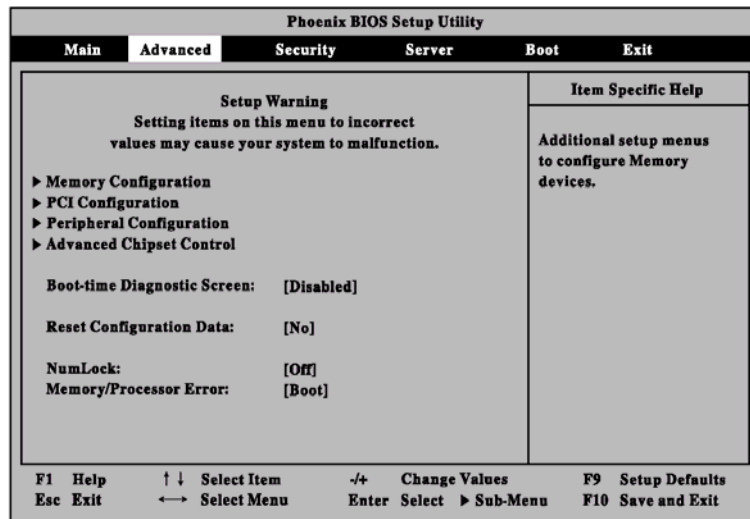 Phoenix BIOS Setup Utility
Main Advanced Security Server Boot Exit
Setup Warning
Setting items on this menu to incorrect
values may cause your system to malfunction.
▶ Memory Configuration
▶ PCI Configuration
▶ Peripheral Configuration
▶ Advanced Chipset Control
Boot-time Diagnostic Screen: [Disabled]
Reset Configuration Data: [No]
NumLock: [Off]
Memory/Processor Error: [Boot]
Item Specific Help
Additional setup menus
to configure Memory
devices.
F1 Help ↑↓ Select Item -/+ Change Values F9 Setup Defaults
Esc Exit ←→ Select Menu Enter Select ▶ Sub-Menu F10 Save and Exit